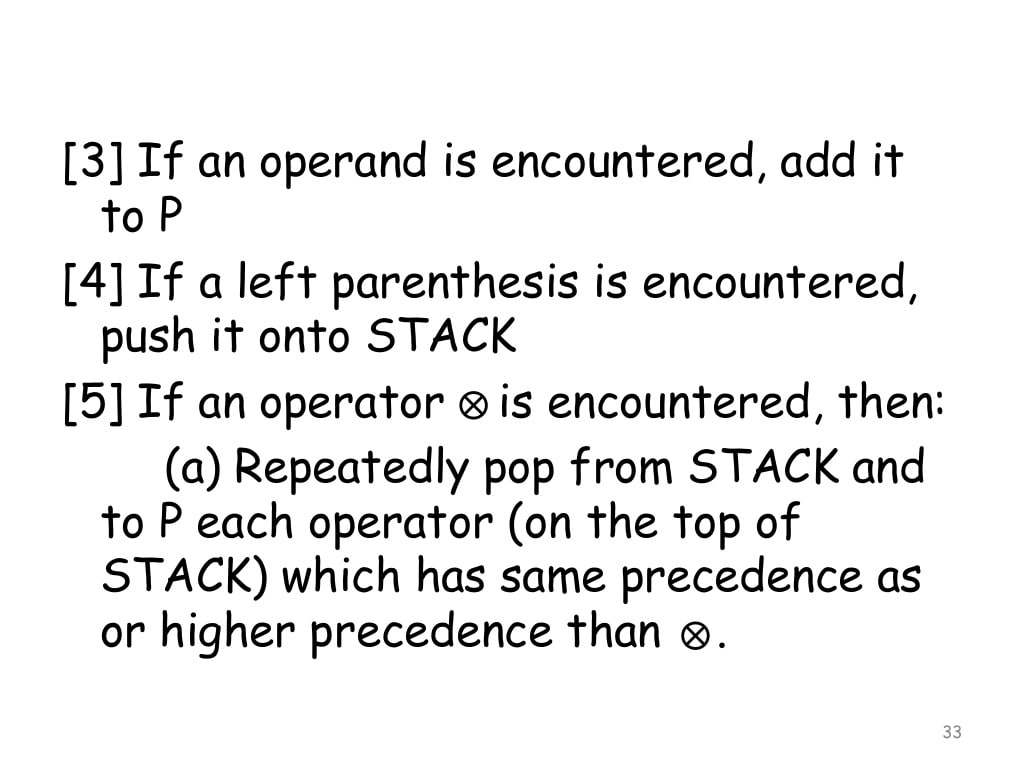 [3] If an operand is encountered, add it
to P
[4] If a left parenthesis is encountered,
push it onto STACK
[5] If an operator ⊗ is encountered, then:
(a) Repeatedly pop from STACK and
to P each operator (on the top of
STACK) which has same precedence as
or higher precedence than ⊗.
33